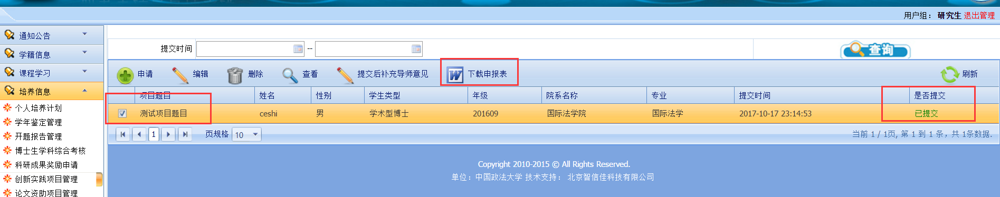 用户组： 研究生 退出管理
通知公告
学籍信息
课程学习
培养信息
个人培养计划
学年鉴定管理
开题报告管理
博士生学科综合考核
科研成果奖励申请
创新实践项目管理
论文资助项目管理
提交时间 -- 查询
申请 编辑 删除 查看 提交后补充导师意见 下载申报表 刷新
项目题目 姓名 性别 学生类型 年级 院系名称 专业 提交时间 是否提交
测试项目题目 ceshi 男 学术型博士 201609 国际法学院 国际法学 2017-10-17 23:14:53 已提交
1 页规格 10 当前 1 / 1页, 第 1 到 1 条，共 1条数据.
Copyright 2010-2015 © All Rights Reserved.
单位：中国政法大学 技术支持： 北京智信佳科技有限公司